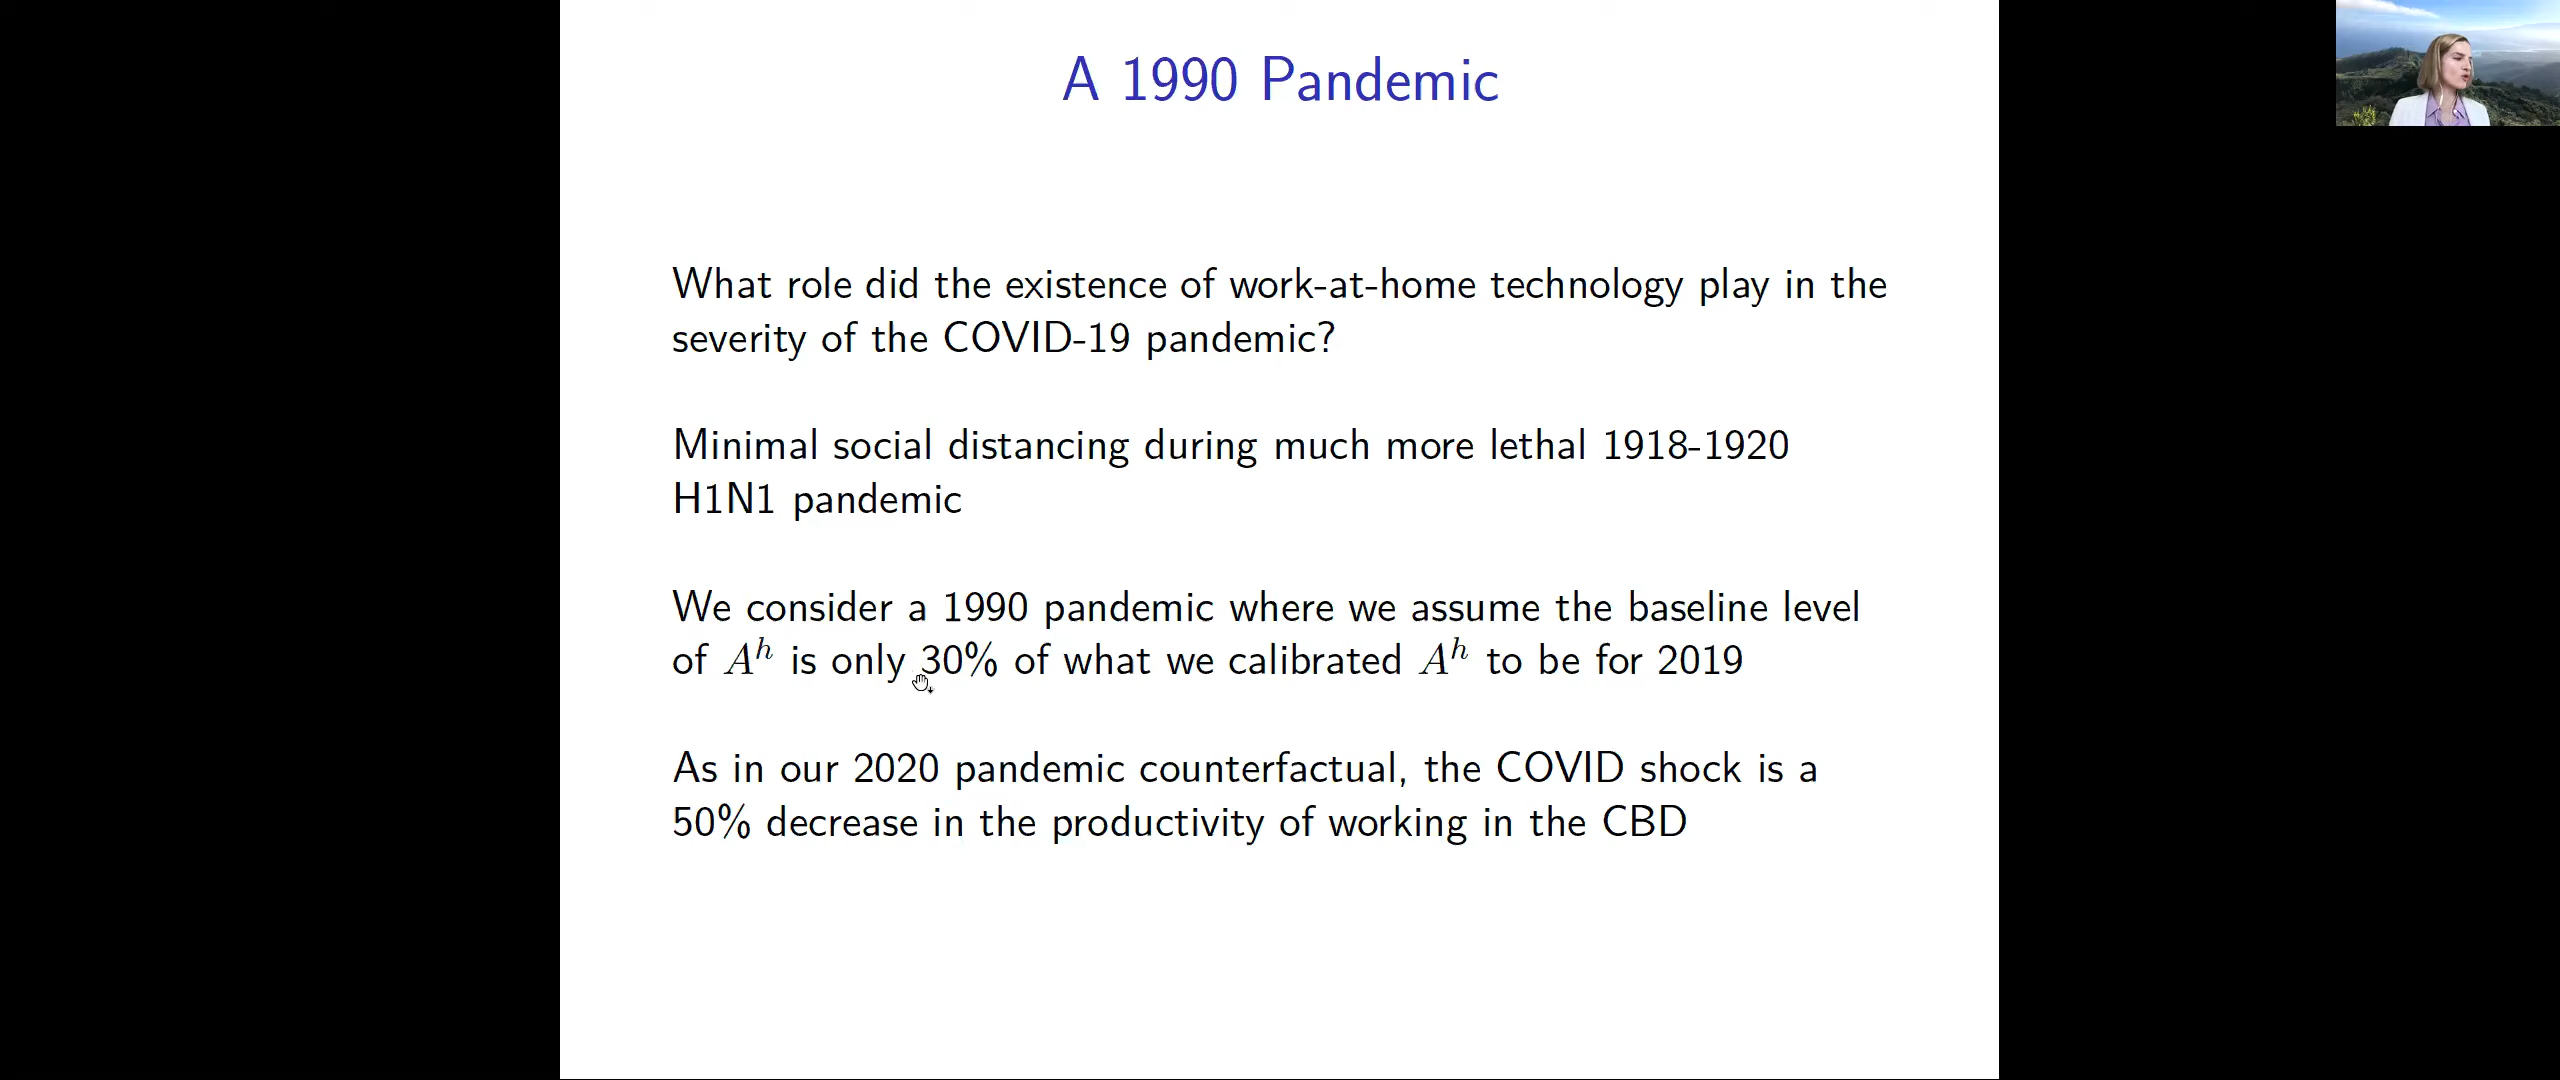 A 1990 Pandemic
What role did the existence of work-at-home technology play in the
severity of the COVID-19 pandemic?
Minimal social distancing during much more lethal 1918-1920
H1N1 pandemic
We consider a 1990 pandemic where we assume the baseline level
of A^h is only 30% of what we calibrated A^h to be for 2019
As in our 2020 pandemic counterfactual, the COVID shock is a
50% decrease in the productivity of working in the CBD